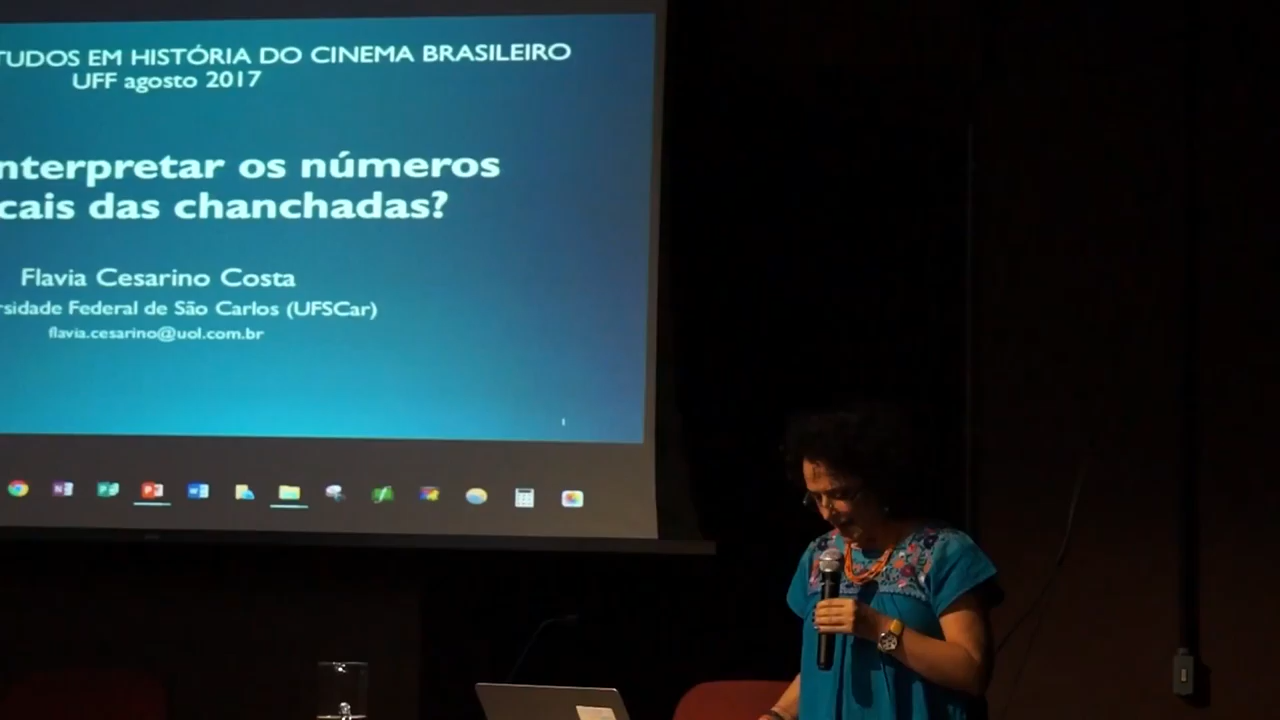 TUDOS EM HISTÓRIA DO CINEMA BRASILEIRO
UFF agosto 2017
nterpretar os números
cais das chanchadas?
Flavia Cesarino Costa
rsidade Federal de São Carlos (UFSCar)
flavia.cesarino@uol.com.br
1